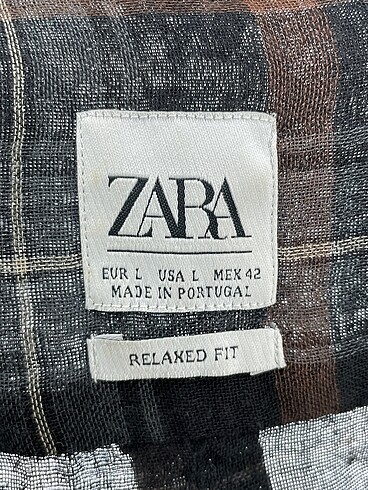 ZARA
EUR L USA L MEX 42
MADE IN PORTUGAL
RELAXED FIT